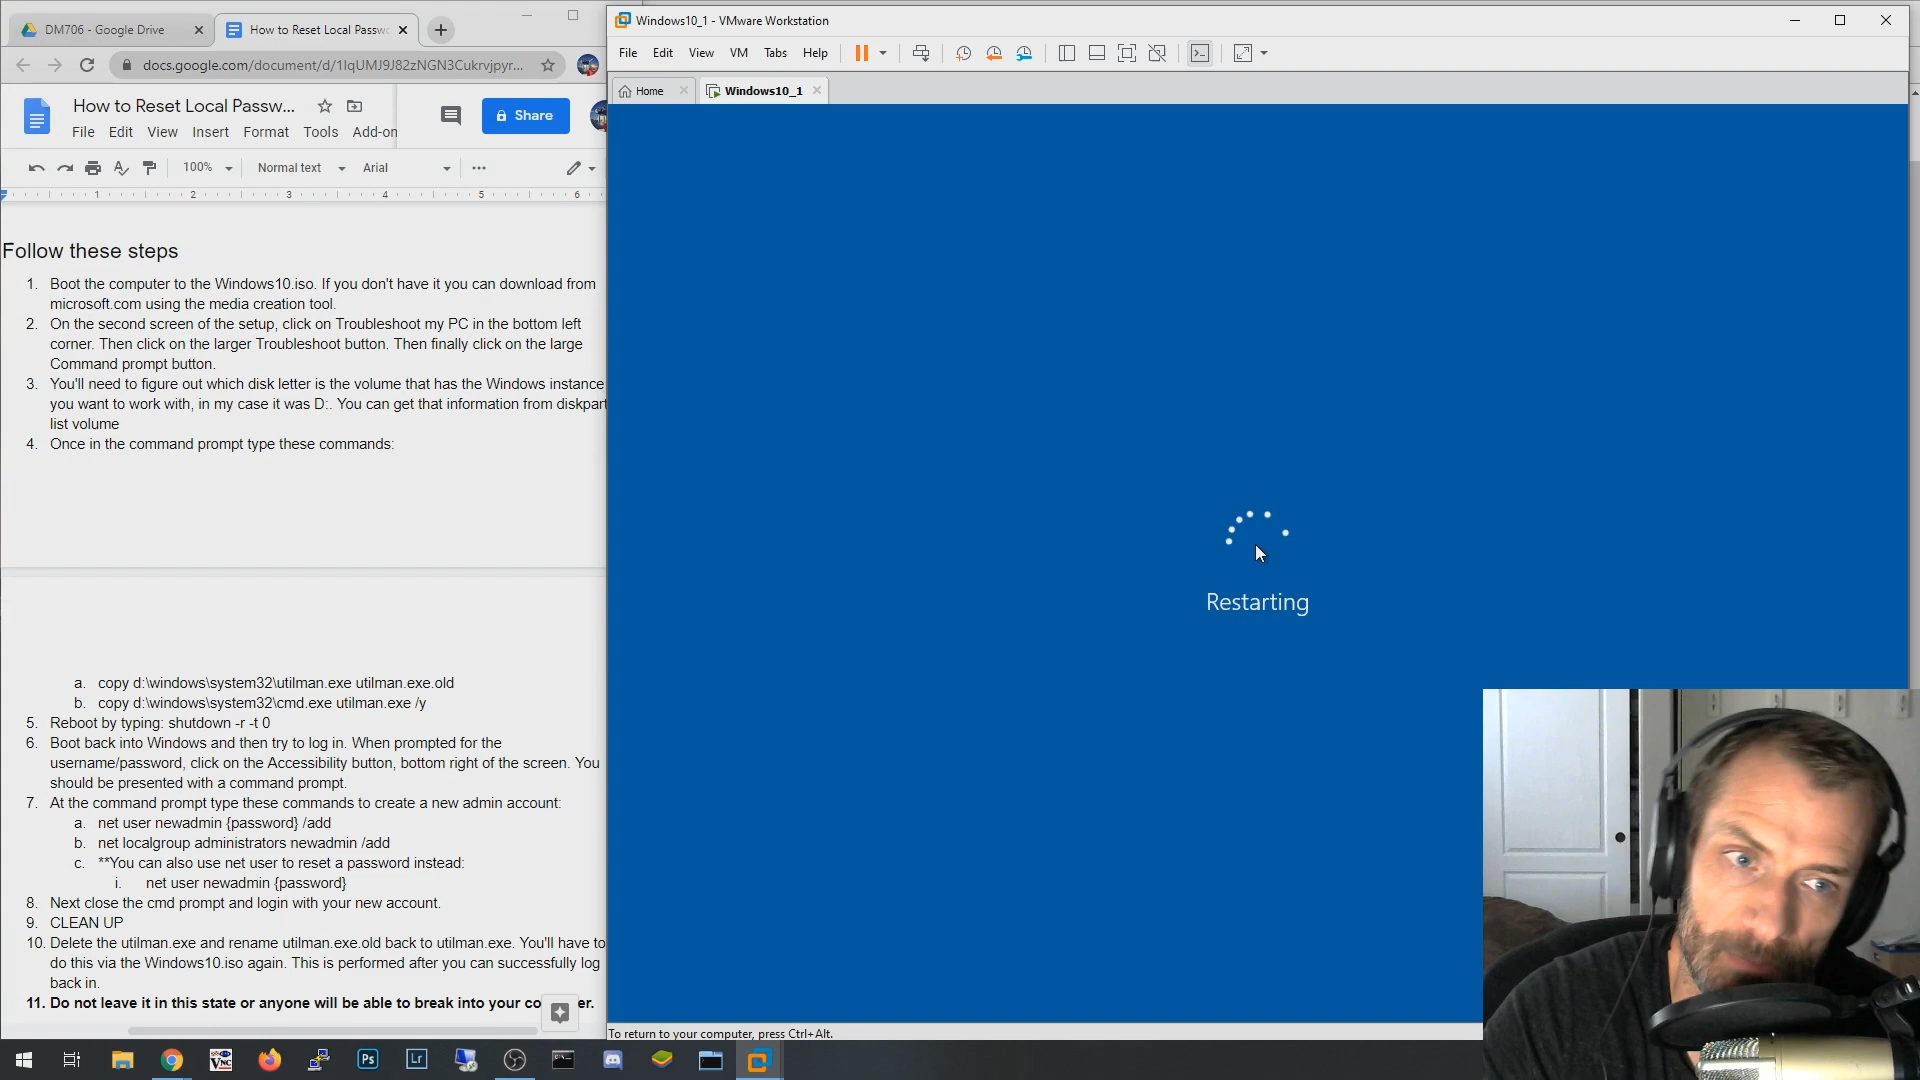 DM706 - Google Drive
How to Reset Local Passw
docs.google.com/document/d/1IqUMJ9J82zNGN3Cukrvjpyr...
How to Reset Local Passw...
Share
File Edit View Insert Format Tools Add-on
100% Normal text Arial
1 2 3 4 5 6
Follow these steps
1. Boot the computer to the Windows10.iso. If you don't have it you can download from
microsoft.com using the media creation tool.
2. On the second screen of the setup, click on Troubleshoot my PC in the bottom left
corner. Then click on the larger Troubleshoot button. Then finally click on the large
Command prompt button.
3. You'll need to figure out which disk letter is the volume that has the Windows instance
you want to work with, in my case it was D:. You can get that information from diskpart
list volume
4. Once in the command prompt type these commands:
a. copy d:\windows\system32\utilman.exe utilman.exe.old
b. copy d:\windows\system32\cmd.exe utilman.exe /y
5. Reboot by typing: shutdown -r -t 0
6. Boot back into Windows and then try to log in. When prompted for the
username/password, click on the Accessibility button, bottom right of the screen. You
should be presented with a command prompt.
7. At the command prompt type these commands to create a new admin account:
a. net user newadmin {password} /add
b. net localgroup administrators newadmin /add
c. **You can also use net user to reset a password instead:
i. net user newadmin {password}
8. Next close the cmd prompt and login with your new account.
9. CLEAN UP
10. Delete the utilman.exe and rename utilman.exe.old back to utilman.exe. You'll have to
do this via the Windows10.iso again. This is performed after you can successfully log
back in.
11. Do not leave it in this state or anyone will be able to break into your co er.
Windows10_1 - VMware Workstation
File Edit View VM Tabs Help
Home Windows10_1
Restarting
To return to your computer, press Ctrl+Alt.
VNC Ps Lr